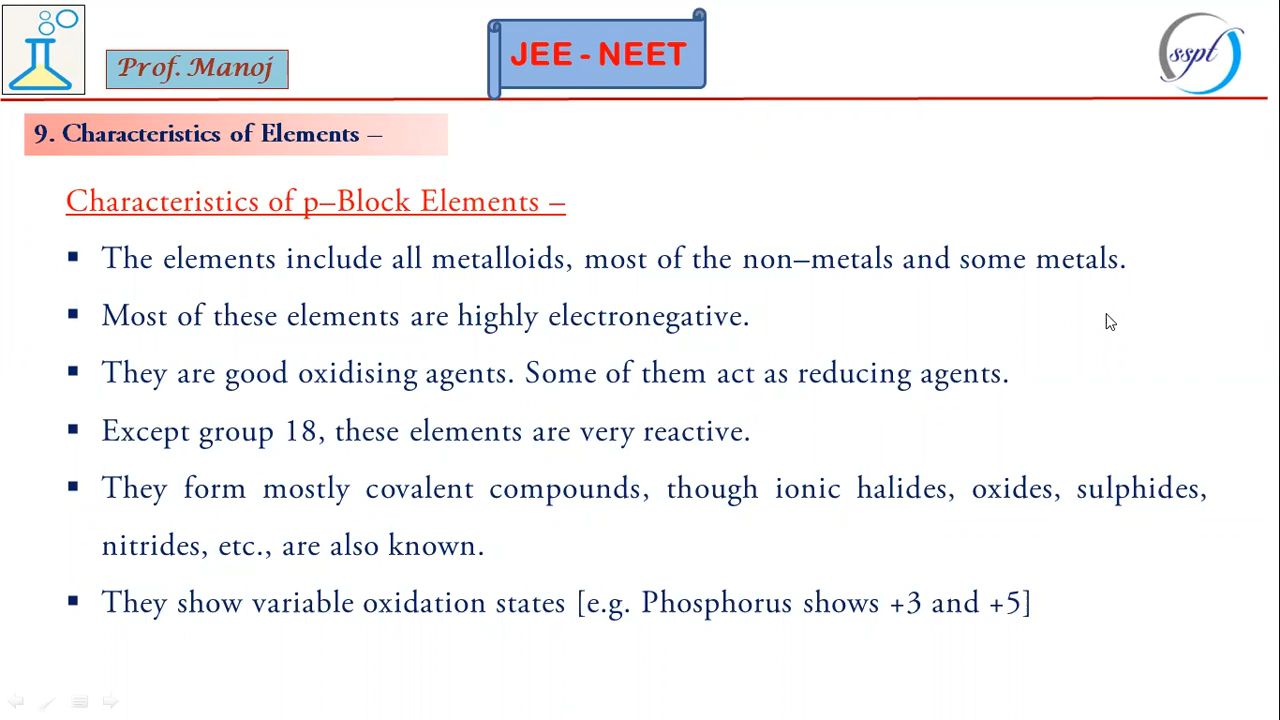 Prof. Manoj
JEE - NEET
sspt
9. Characteristics of Elements –
Characteristics of p–Block Elements –
▪ The elements include all metalloids, most of the non–metals and some metals.
▪ Most of these elements are highly electronegative.
▪ They are good oxidising agents. Some of them act as reducing agents.
▪ Except group 18, these elements are very reactive.
▪ They form mostly covalent compounds, though ionic halides, oxides, sulphides,
nitrides, etc., are also known.
▪ They show variable oxidation states [e.g. Phosphorus shows +3 and +5]